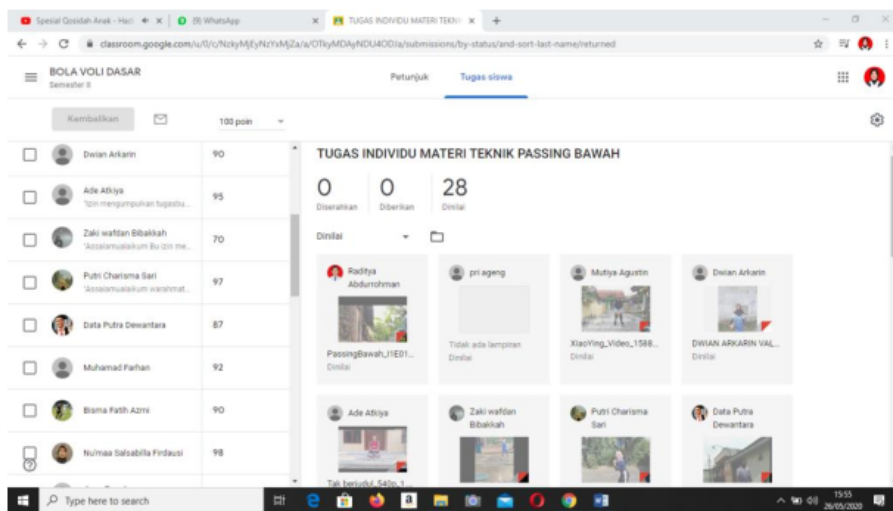 Spesial Qosidah Anak - Hac
(9) WhatsApp
TUGAS INDIVIDU MATERI TEKN
classroom.google.com/u/0/c/
/submissions/by-status/and-sort-last-name/returned
BOLA VOLI DASAR
Semester II
Petunjuk
Tugas siswa
Kembalikan
100 poin
Dwian Arkarin
90
Ade Atkiya
95
"Izin mengumpulkan tugasbu...
Zaki wafdan Bibakkah
70
"Assalamualaikum Bu izin me...
Putri Charisma Sari
97
"Assalamualaikum warahmat...
Data Putra Dewantara
87
Muhamad Farhan
92
Bisma Fatih Azmi
90
Nu'maa Salsabilla Firdausi
98
TUGAS INDIVIDU MATERI TEKNIK PASSING BAWAH
0
0
28
Diserahkan
Diberikan
Dinilai
Dinilai
Raditya Abdurrohman
PassingBawah_I1E01...
Dinilai
pri ageng
Tidak ada lampiran
Dinilai
Mutiya Agustin
XiaoYing_Video_1588...
Dinilai
Dwian Arkarin
DWIAN ARKARIN VAL...
Dinilai
Ade Atkiya
Tak berjudul_540p_1...
Zaki wafdan Bibakkah
Putri Charisma Sari
Data Putra Dewantara
Type here to search
15:55
26/05/2020